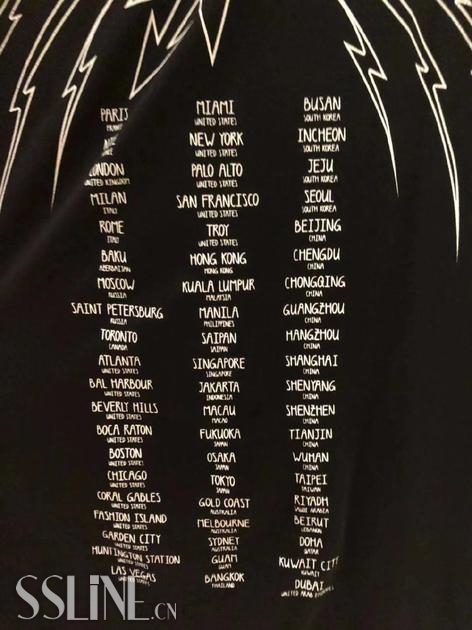 PARIS
FRANCE
LONDON
UNITED KINGDOM
MILAN
ITALY
ROME
ITALY
BAKU
AZERBAIJAN
MOSCOW
RUSSIA
SAINT PETERSBURG
RUSSIA
TORONTO
CANADA
ATLANTA
UNITED STATES
BAL HARBOUR
UNITED STATES
BEVERLY HILLS
UNITED STATES
BOCA RATON
UNITED STATES
BOSTON
UNITED STATES
CHICAGO
UNITED STATES
CORAL GABLES
UNITED STATES
FASHION ISLAND
UNITED STATES
GARDEN CITY
UNITED STATES
HUNTINGTON STATION
UNITED STATES
LAS VEGAS
UNITED STATES
MIAMI
UNITED STATES
NEW YORK
UNITED STATES
PALO ALTO
UNITED STATES
SAN FRANCISCO
UNITED STATES
TROY
UNITED STATES
HONG KONG
HONG KONG
KUALA LUMPUR
MALAYSIA
MANILA
PHILIPPINES
SAIPAN
SAIPAN
SINGAPORE
SINGAPORE
JAKARTA
INDONESIA
MACAU
MACAO
FUKUOKA
JAPAN
OSAKA
JAPAN
TOKYO
JAPAN
GOLD COAST
AUSTRALIA
MELBOURNE
AUSTRALIA
SYDNEY
AUSTRALIA
GUAM
GUAM
BANGKOK
THAILAND
BUSAN
SOUTH KOREA
INCHEON
SOUTH KOREA
JEJU
SOUTH KOREA
SEOUL
SOUTH KOREA
BEIJING
CHINA
CHENGDU
CHINA
CHONGQING
CHINA
GUANGZHOU
CHINA
HANGZHOU
CHINA
SHANGHAI
CHINA
SHENYANG
CHINA
SHENZHEN
CHINA
TIANJIN
CHINA
WUHAN
CHINA
TAIPEI
TAIWAN
RIYADH
SAUDI ARABIA
BEIRUT
LEBANON
DOHA
QATAR
KUWAIT CITY
KUWAIT
DUBAI
UNITED ARAB EMIRATES
SSLINE.CN